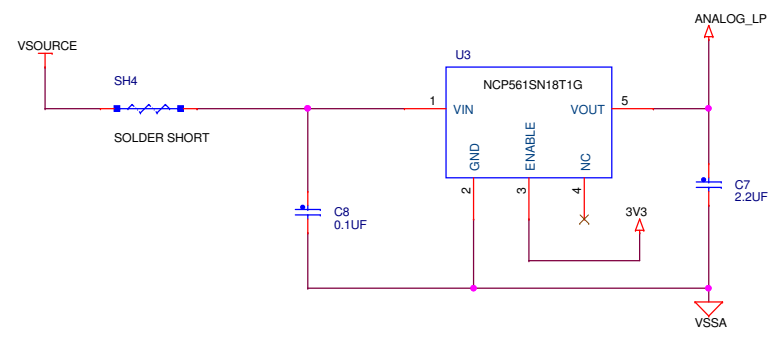 ANALOG_LP
VSOURCE
U3
SH4
NCP561SN18T1G
1
VIN
VOUT
5
SOLDER SHORT
GND
ENABLE
NC
2
3
4
C7
2.2UF
C8
0.1UF
3V3
VSSA